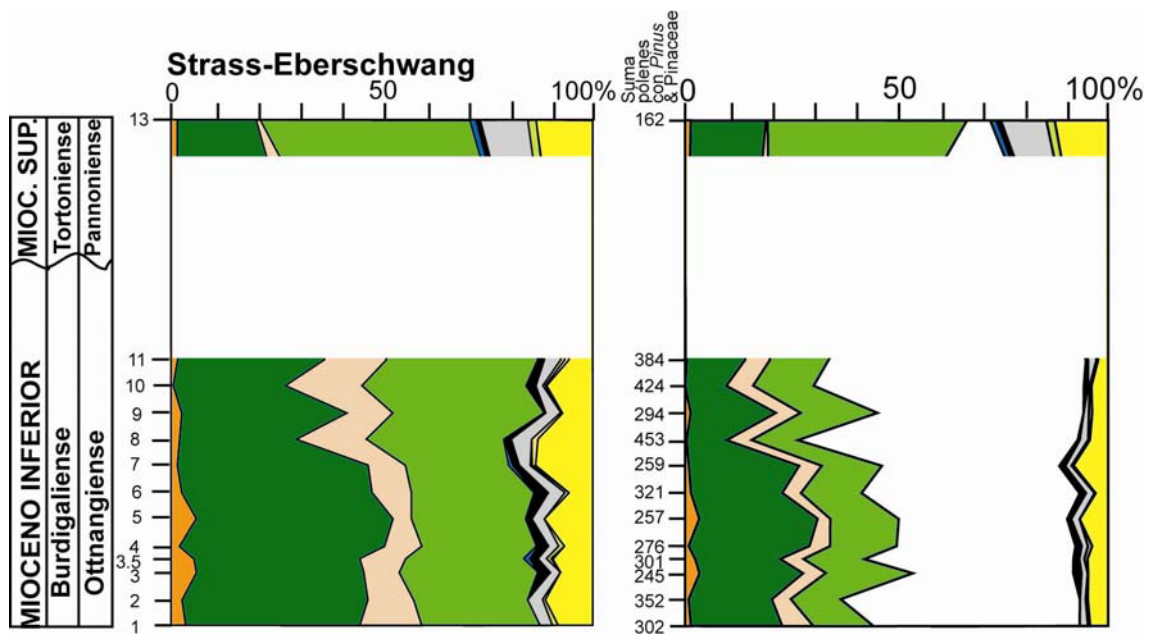 Strass-Eberschwang
0 50 100%
Suma
pólenes
con Pinus
& Pinaceae
0 50 100%
MIOC. SUP.
Tortoniense
Pannoniense
MIOCENO INFERIOR
Burdigaliense
Ottnangiense
13
11
10
9
8
7
6
5
4
3.5
3
2
1
162
384
424
294
453
259
321
257
276
301
245
352
302